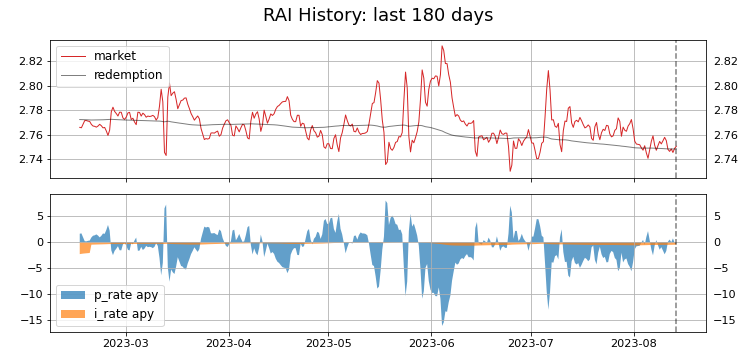 RAI History: last 180 days
market
redemption
2.82 2.82
2.80 2.80
2.78 2.78
2.76 2.76
2.74 2.74
5 5
0 0
−5 −5
−10 −10
−15 −15
p_rate apy
i_rate apy
2023-03 2023-04 2023-05 2023-06 2023-07 2023-08